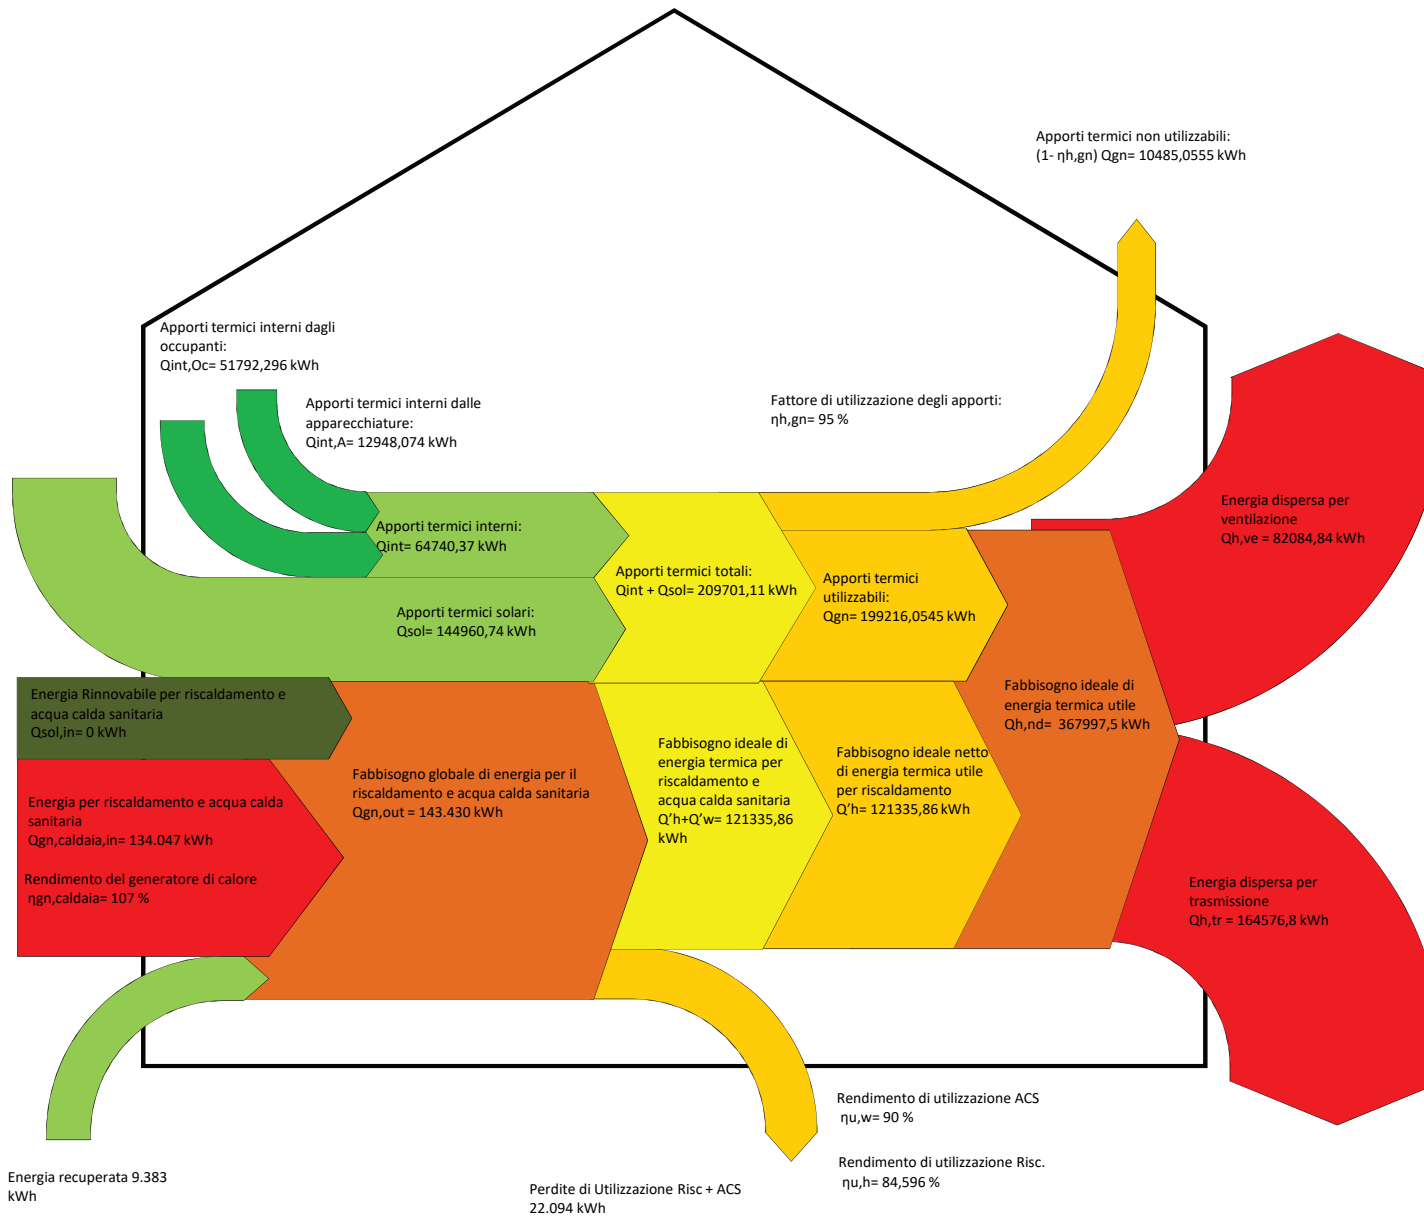 Apporti termici non utilizzabili:
(1- ηh,gn) Qgn= 10485,0555 kWh
Apporti termici interni dagli
occupanti:
Qint,Oc= 51792,296 kWh
Apporti termici interni dalle
apparecchiature:
Qint,A= 12948,074 kWh
Fattore di utilizzazione degli apporti:
ηh,gn= 95 %
Energia dispersa per
ventilazione
Qh,ve = 82084,84 kWh
Apporti termici interni:
Qint= 64740,37 kWh
Apporti termici totali:
Qint + Qsol= 209701,11 kWh
Apporti termici
utilizzabili:
Qgn= 199216,0545 kWh
Apporti termici solari:
Qsol= 144960,74 kWh
Energia Rinnovabile per riscaldamento e
acqua calda sanitaria
Qsol,in= 0 kWh
Fabbisogno ideale di
energia termica utile
Qh,nd=  367997,5 kWh
Fabbisogno ideale di
energia termica per
riscaldamento e
acqua calda sanitaria
Q’h+Q’w= 121335,86
kWh
Fabbisogno ideale netto
di energia termica utile
per riscaldamento
Q’h= 121335,86 kWh
Fabbisogno globale di energia per il
riscaldamento e acqua calda sanitaria
Qgn,out = 143.430 kWh
Energia per riscaldamento e acqua calda
sanitaria
Qgn,caldaia,in= 134.047 kWh
Rendimento del generatore di calore
ηgn,caldaia= 107 %
Energia dispersa per
trasmissione
Qh,tr = 164576,8 kWh
Rendimento di utilizzazione ACS
ηu,w= 90 %
Rendimento di utilizzazione Risc.
ηu,h= 84,596 %
Energia recuperata 9.383
kWh
Perdite di Utilizzazione Risc + ACS
22.094 kWh